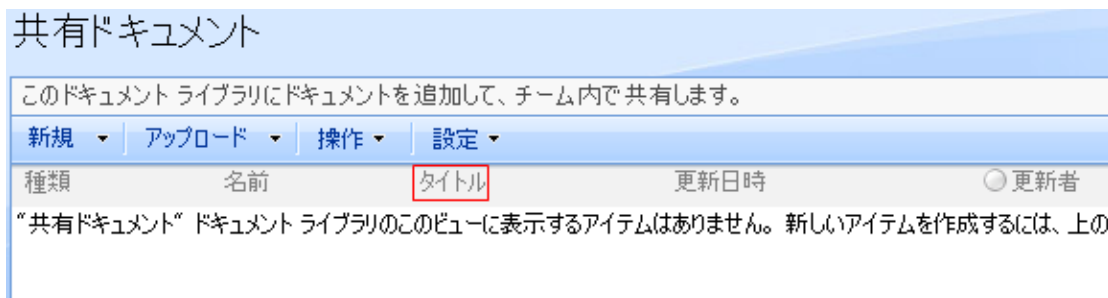 共有ドキュメント
このドキュメント ライブラリにドキュメントを追加して、チーム内で共有します。
新規 アップロード 操作 設定
種類 名前 タイトル 更新日時 更新者
"共有ドキュメント" ドキュメント ライブラリのこのビューに表示するアイテムはありません。新しいアイテムを作成するには、上の